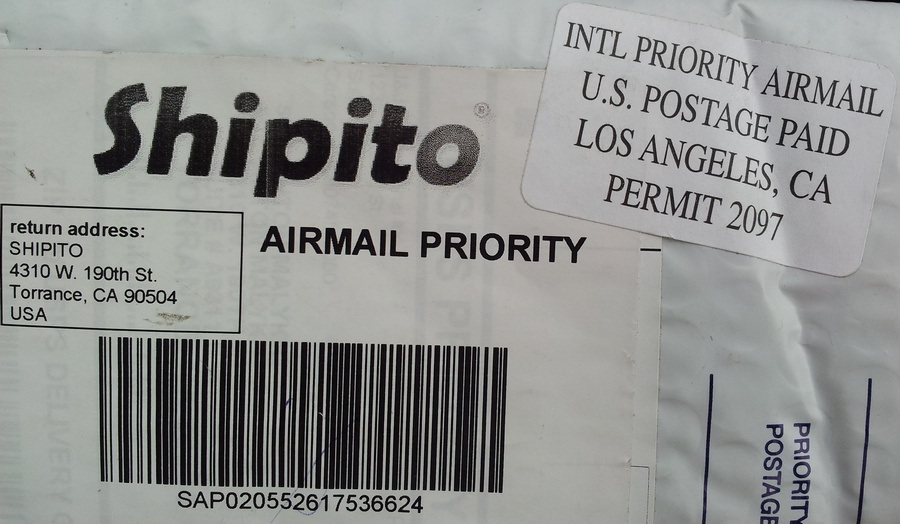 Shipito®
INTL PRIORITY AIRMAIL
U.S. POSTAGE PAID
LOS ANGELES, CA
PERMIT 2097
return address:
SHIPITO
4310 W. 190th St.
Torrance, CA 90504
USA
AIRMAIL PRIORITY
SAP020552617536624
PRIORITY
POSTAGE